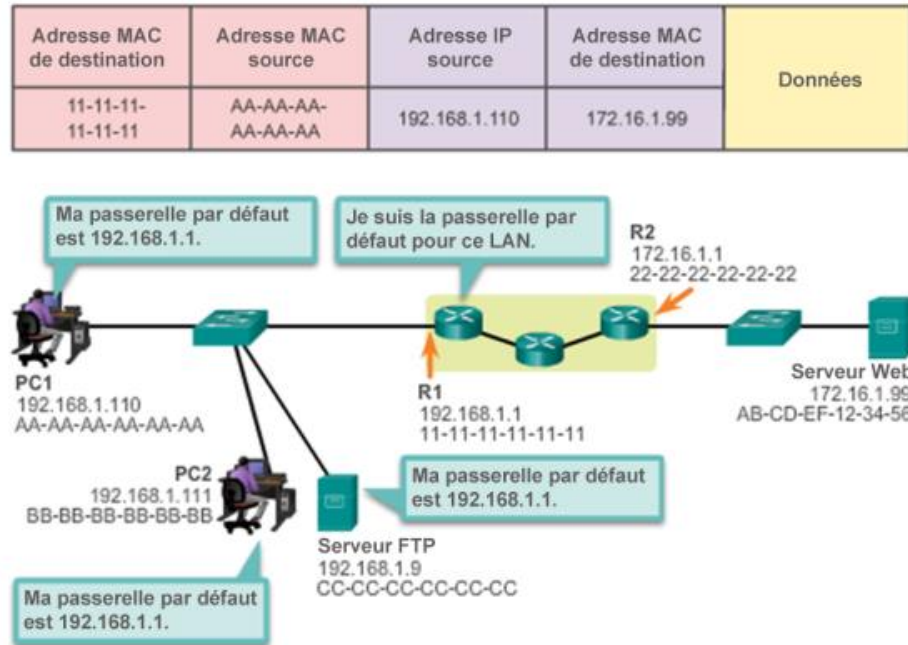 Adresse MAC
de destination
Adresse MAC
source
Adresse IP
source
Adresse MAC
de destination
Données
11-11-11-
11-11-11
AA-AA-AA-
AA-AA-AA
192.168.1.110
172.16.1.99
Ma passerelle par défaut
est 192.168.1.1.
Je suis la passerelle par
défaut pour ce LAN.
R2
172.16.1.1
22-22-22-22-22-22
PC1
192.168.1.110
AA-AA-AA-AA-AA-AA
R1
192.168.1.1
11-11-11-11-11-11
Serveur Web
172.16.1.99
AB-CD-EF-12-34-56
PC2
192.168.1.111
BB-BB-BB-BB-BB-BB
Ma passerelle par défaut
est 192.168.1.1.
Serveur FTP
192.168.1.9
CC-CC-CC-CC-CC-CC
Ma passerelle par défaut
est 192.168.1.1.